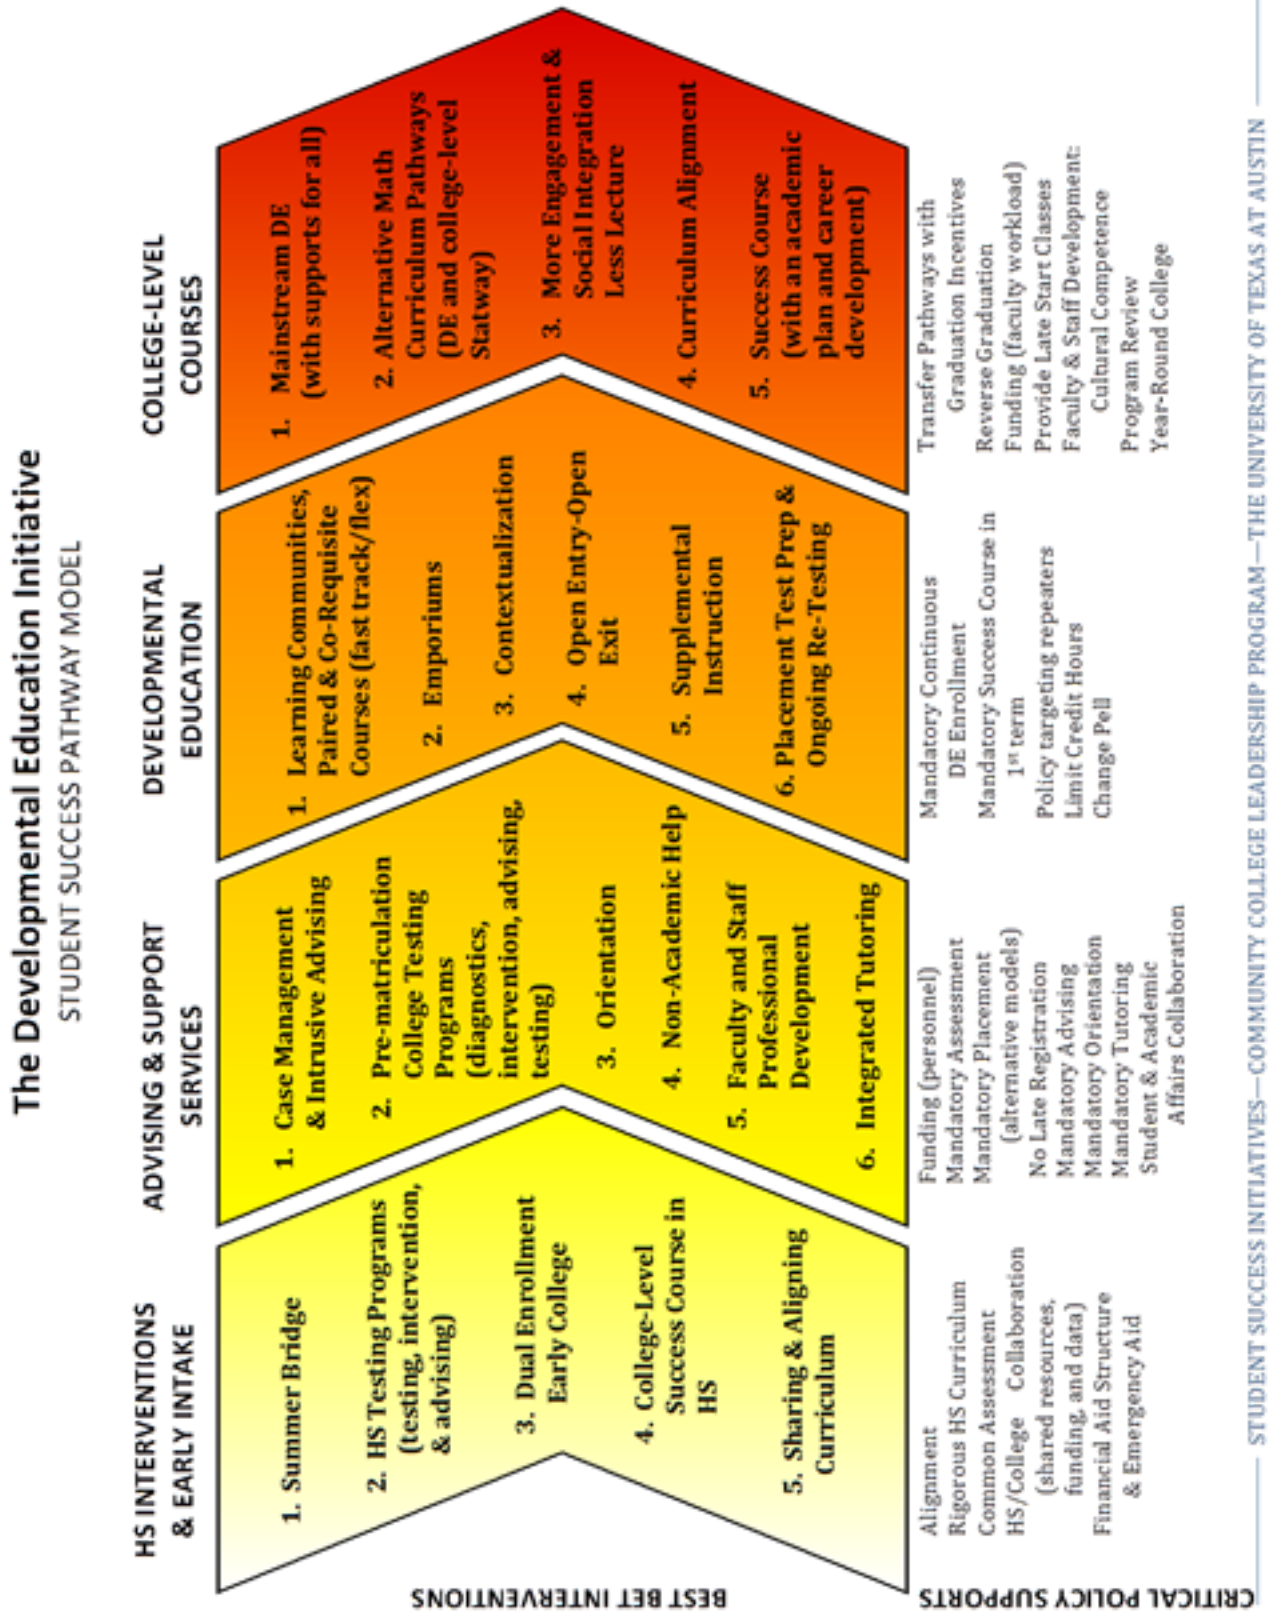 The Developmental Education Initiative
STUDENT SUCCESS PATHWAY MODEL
HS INTERVENTIONS
& EARLY INTAKE
ADVISING & SUPPORT
SERVICES
DEVELOPMENTAL
EDUCATION
COLLEGE-LEVEL
COURSES
BEST BET INTERVENTIONS
1. Summer Bridge
2. HS Testing Programs
(testing, intervention,
& advising)
3. Dual Enrollment
Early College
4. College-Level
Success Course in
HS
5. Sharing & Aligning
Curriculum
1. Case Management
& Intrusive Advising
2. Pre-matriculation
College Testing
Programs
(diagnostics,
intervention, advising,
testing)
3. Orientation
4. Non-Academic Help
5. Faculty and Staff
Professional
Development
6. Integrated Tutoring
1. Learning Communities,
Paired & Co-Requisite
Courses (fast track/flex)
2. Emporiums
3. Contextualization
4. Open Entry-Open
Exit
5. Supplemental
Instruction
6. Placement Test Prep &
Ongoing Re-Testing
1. Mainstream DE
(with supports for all)
2. Alternative Math
Curriculum Pathways
(DE and college-level
Statway)
3. More Engagement &
Social Integration
Less Lecture
4. Curriculum Alignment
5. Success Course
(with an academic
plan and career
development)
CRITICAL POLICY SUPPORTS
Alignment
Rigorous HS Curriculum
Common Assessment
HS/College Collaboration
(shared resources,
funding, and data)
Financial Aid Structure
& Emergency Aid
Funding (personnel)
Mandatory Assessment
Mandatory Placement
(alternative models)
No Late Registration
Mandatory Advising
Mandatory Orientation
Mandatory Tutoring
Student & Academic
Affairs Collaboration
Mandatory Continuous
DE Enrollment
Mandatory Success Course in
1st term
Policy targeting repeaters
Limit Credit Hours
Change Pell
Transfer Pathways with
Graduation Incentives
Reverse Graduation
Funding (faculty workload)
Provide Late Start Classes
Faculty & Staff Development:
Cultural Competence
Program Review
Year-Round College
STUDENT SUCCESS INITIATIVES—COMMUNITY COLLEGE LEADERSHIP PROGRAM—THE UNIVERSITY OF TEXAS AT AUSTIN